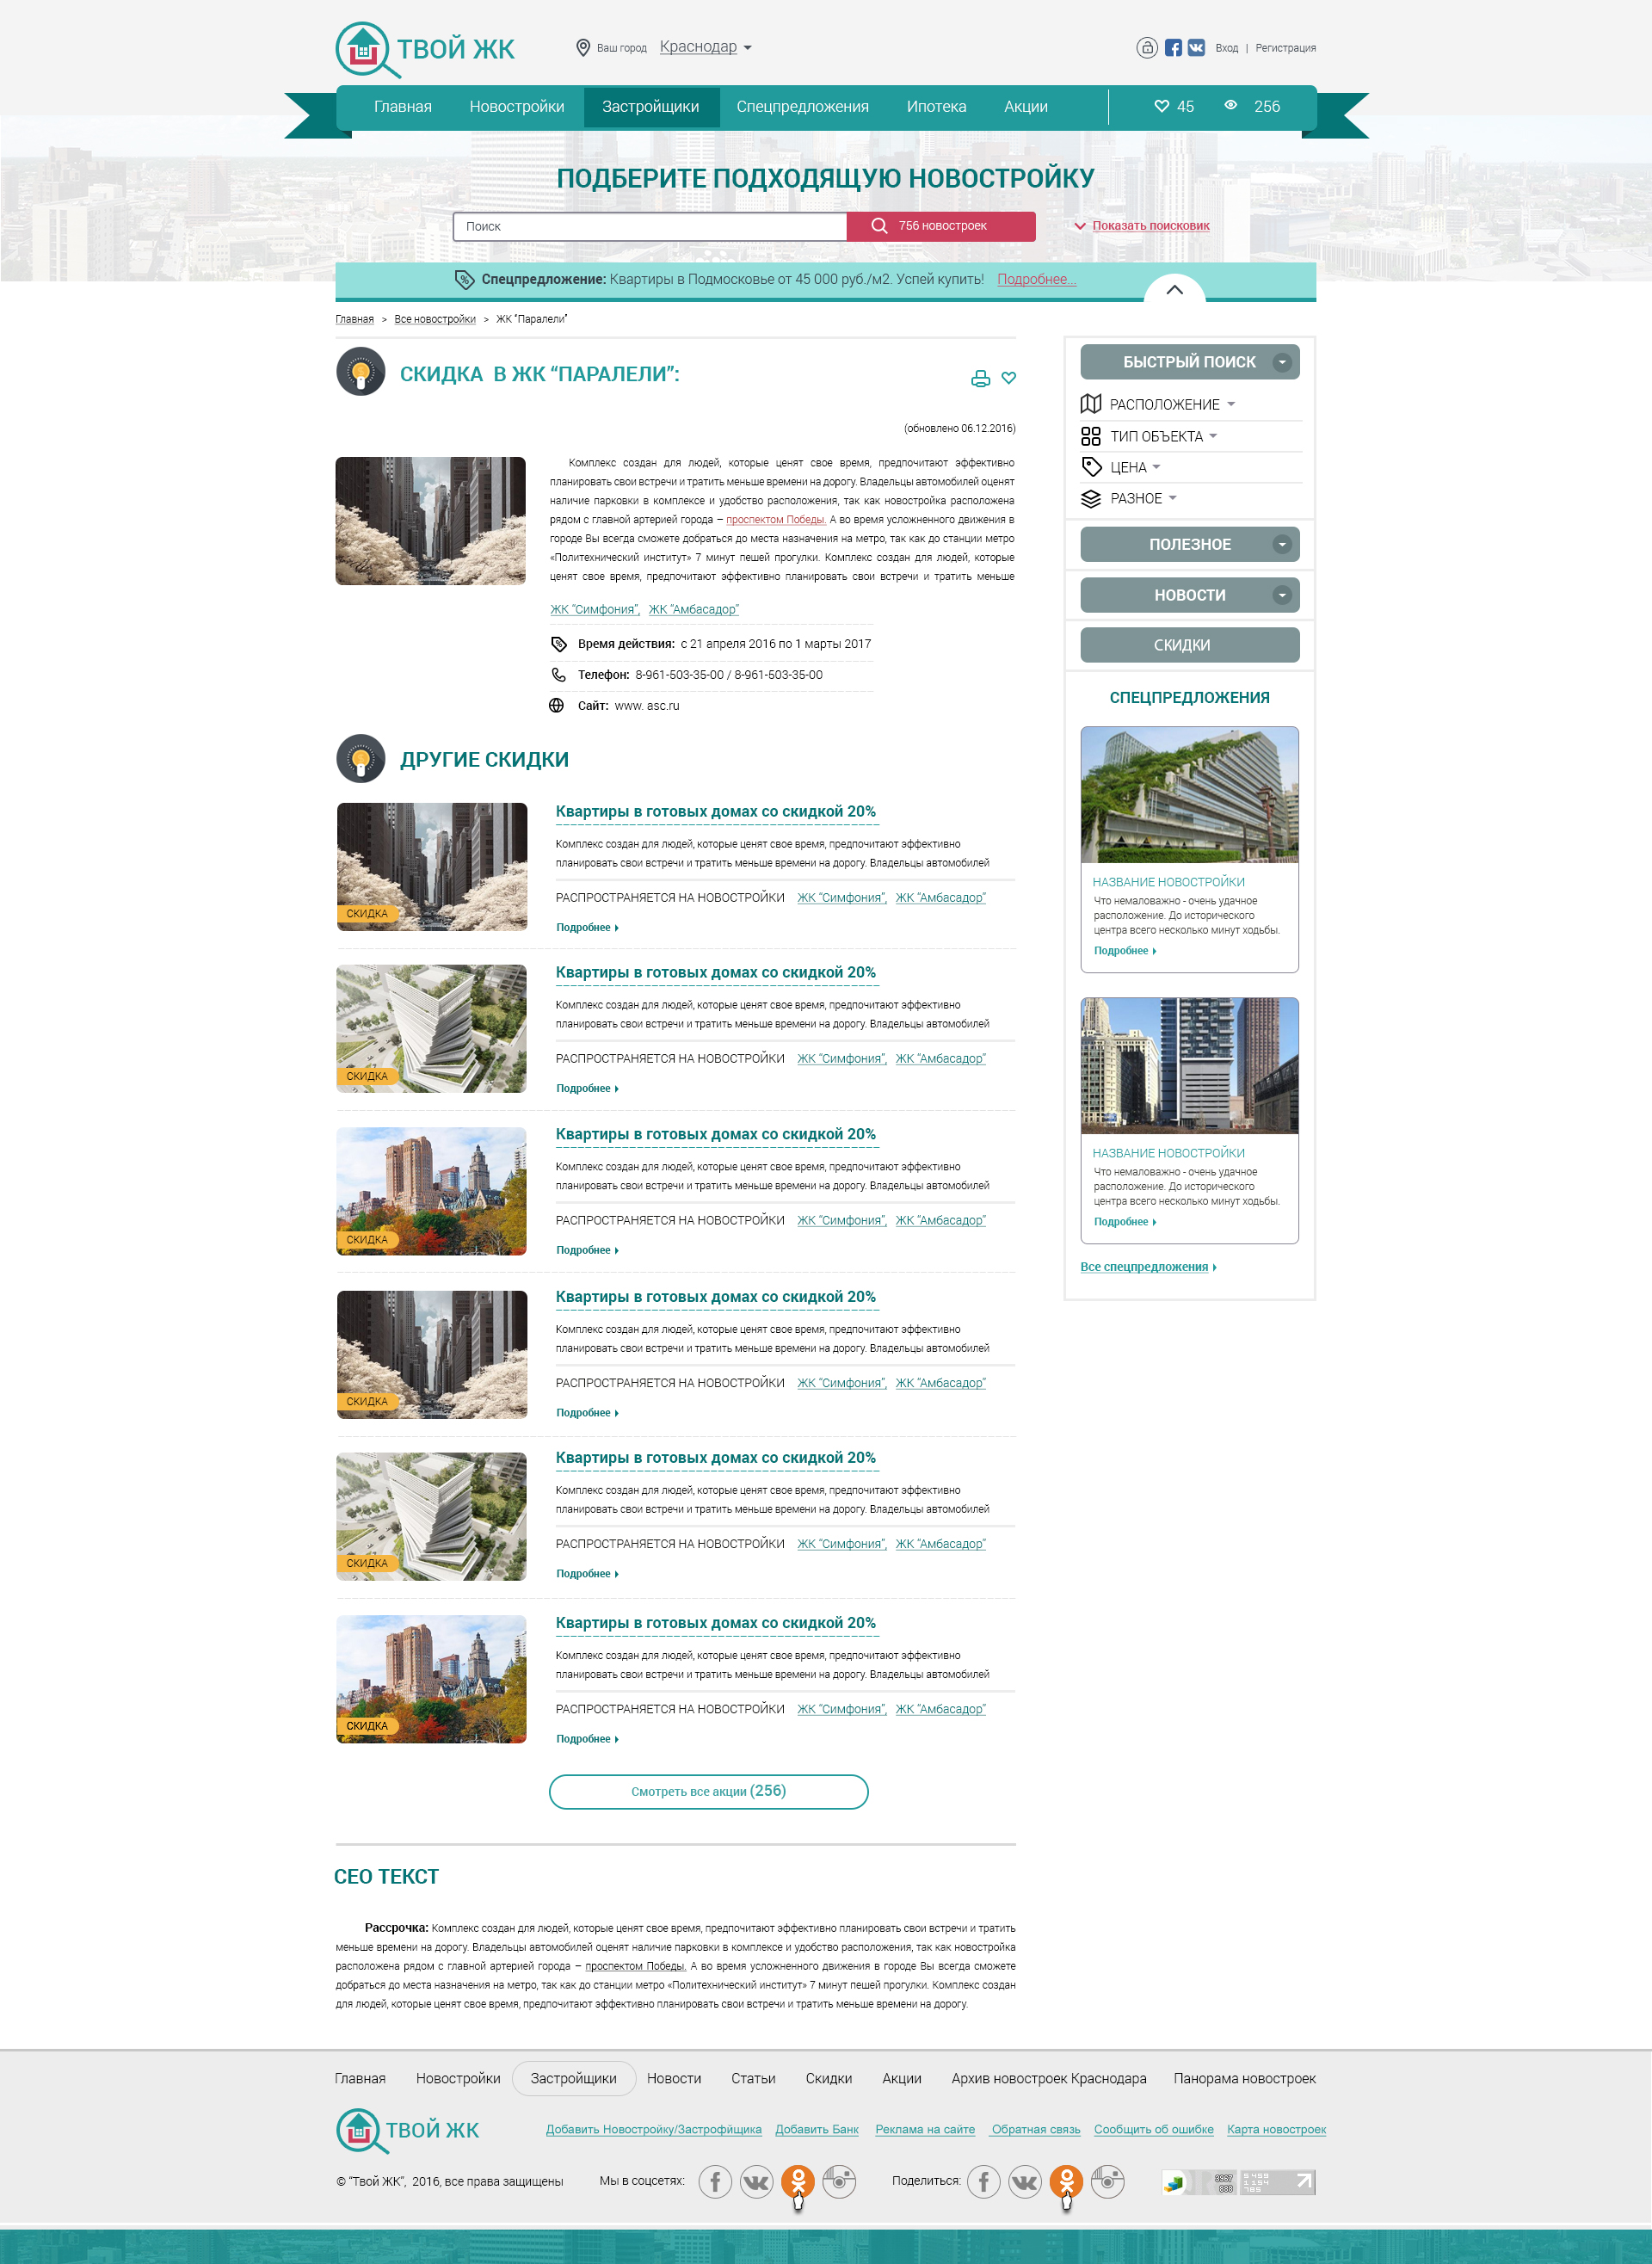 ТВОЙ ЖК
Ваш город Краснодар
Вход | Регистрация
Главная Новостройки Застройщики Спецпредложения Ипотека Акции 45 256
ПОДБЕРИТЕ ПОДХОДЯЩУЮ НОВОСТРОЙКУ
Поиск 756 новостроек Показать поисковик
Спецпредложение: Квартиры в Подмосковье от 45 000 руб./м2. Успей купить! Подробнее...
Главная > Все новостройки > ЖК “Паралели”
СКИДКА В ЖК “ПАРАЛЕЛИ”:
(обновлено 06.12.2016)
Комплекс создан для людей, которые ценят свое время, предпочитают эффективно
планировать свои встречи и тратить меньше времени на дорогу. Владельцы автомобилей оценят
наличие парковки в комплексе и удобство расположения, так как новостройка расположена
рядом с главной артерией города – проспектом Победы. А во время усложненного движения в
городе Вы всегда сможете добраться до места назначения на метро, так как до станции метро
«Политехнический институт» 7 минут пешей прогулки. Комплекс создан для людей, которые
ценят свое время, предпочитают эффективно планировать свои встречи и тратить меньше
ЖК “Симфония”, ЖК “Амбасадор”
Время действия: с 21 апреля 2016 по 1 марты 2017
Телефон: 8-961-503-35-00 / 8-961-503-35-00
Сайт: www. asc.ru
ДРУГИЕ СКИДКИ
Квартиры в готовых домах со скидкой 20%
Комплекс создан для людей, которые ценят свое время, предпочитают эффективно
планировать свои встречи и тратить меньше времени на дорогу. Владельцы автомобилей
РАСПРОСТРАНЯЕТСЯ НА НОВОСТРОЙКИ ЖК “Симфония”, ЖК “Амбасадор”
СКИДКА
Подробнее
Квартиры в готовых домах со скидкой 20%
Комплекс создан для людей, которые ценят свое время, предпочитают эффективно
планировать свои встречи и тратить меньше времени на дорогу. Владельцы автомобилей
РАСПРОСТРАНЯЕТСЯ НА НОВОСТРОЙКИ ЖК “Симфония”, ЖК “Амбасадор”
СКИДКА
Подробнее
Квартиры в готовых домах со скидкой 20%
Комплекс создан для людей, которые ценят свое время, предпочитают эффективно
планировать свои встречи и тратить меньше времени на дорогу. Владельцы автомобилей
РАСПРОСТРАНЯЕТСЯ НА НОВОСТРОЙКИ ЖК “Симфония”, ЖК “Амбасадор”
СКИДКА
Подробнее
Квартиры в готовых домах со скидкой 20%
Комплекс создан для людей, которые ценят свое время, предпочитают эффективно
планировать свои встречи и тратить меньше времени на дорогу. Владельцы автомобилей
РАСПРОСТРАНЯЕТСЯ НА НОВОСТРОЙКИ ЖК “Симфония”, ЖК “Амбасадор”
СКИДКА
Подробнее
Квартиры в готовых домах со скидкой 20%
Комплекс создан для людей, которые ценят свое время, предпочитают эффективно
планировать свои встречи и тратить меньше времени на дорогу. Владельцы автомобилей
РАСПРОСТРАНЯЕТСЯ НА НОВОСТРОЙКИ ЖК “Симфония”, ЖК “Амбасадор”
СКИДКА
Подробнее
Квартиры в готовых домах со скидкой 20%
Комплекс создан для людей, которые ценят свое время, предпочитают эффективно
планировать свои встречи и тратить меньше времени на дорогу. Владельцы автомобилей
РАСПРОСТРАНЯЕТСЯ НА НОВОСТРОЙКИ ЖК “Симфония”, ЖК “Амбасадор”
СКИДКА
Подробнее
Смотреть все акции (256)
БЫСТРЫЙ ПОИСК
РАСПОЛОЖЕНИЕ
ТИП ОБЪЕКТА
ЦЕНА
РАЗНОЕ
ПОЛЕЗНОЕ
НОВОСТИ
СКИДКИ
СПЕЦПРЕДЛОЖЕНИЯ
НАЗВАНИЕ НОВОСТРОЙКИ
Что немаловажно - очень удачное
расположение. До исторического
центра всего несколько минут ходьбы.
Подробнее
НАЗВАНИЕ НОВОСТРОЙКИ
Что немаловажно - очень удачное
расположение. До исторического
центра всего несколько минут ходьбы.
Подробнее
Все спецпредложения
СЕО ТЕКСТ
Рассрочка: Комплекс создан для людей, которые ценят свое время, предпочитают эффективно планировать свои встречи и тратить
меньше времени на дорогу. Владельцы автомобилей оценят наличие парковки в комплексе и удобство расположения, так как новостройка
расположена рядом с главной артерией города – проспектом Победы. А во время усложненного движения в городе Вы всегда сможете
добраться до места назначения на метро, так как до станции метро «Политехнический институт» 7 минут пешей прогулки. Комплекс создан
для людей, которые ценят свое время, предпочитают эффективно планировать свои встречи и тратить меньше времени на дорогу.
Главная Новостройки Застройщики Новости Статьи Скидки Акции Архив новостроек Краснодара Панорама новостроек
ТВОЙ ЖК
Добавить Новостройку/Застрофйщика Добавить Банк Реклама на сайте Обратная связь Сообщить об ошибке Карта новостроек
© “Твой ЖК”, 2016, все права защищены Мы в соцсетях: Поделиться: